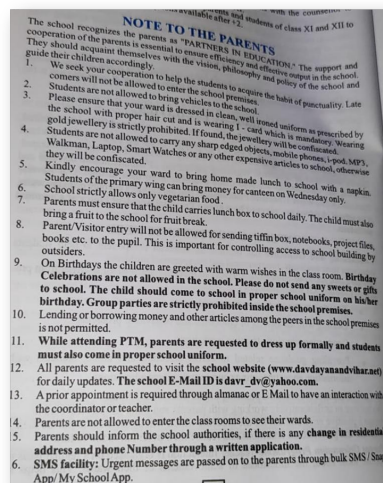 with the counsellor
available after +2. parents and students of class XI and XII to
NOTE TO THE PARENTS
The school recognizes the parents as "PARTNERS IN EDUCATION." The support and
cooperation of the parents is essential to ensure efficiency and effective output in the school.
They should acquaint themselves with the vision, philosophy and policy of the school and
guide their children accordingly.
1. We seek your cooperation to help the students to acquire the habit of punctuality. Late
comers will not be allowed to enter the school premises.
2. Students are not allowed to bring vehicles to the school.
3. Please ensure that your ward is dressed in clean, well ironed uniform as prescribed by
the school with proper hair cut and is wearing I - card which is mandatory. Wearing
gold jewellery is strictly prohibited. If found, the jewellery will be confiscated.
4. Students are not allowed to carry any sharp edged objects, mobile phones, i-pod, MP3,
Walkman, Laptop, Smart Watches or any other expensive articles to school, otherwise
they will be confiscated.
5. Kindly encourage your ward to bring home made lunch to school with a napkin.
Students of the primary wing can bring money for canteen on Wednesday only.
6. School strictly allows only vegetarian food .
7. Parents must ensure that the child carries lunch box to school daily. The child must also
bring a fruit to the school for fruit break.
8. Parent/Visitor entry will not be allowed for sending tiffin box, notebooks, project files,
books etc. to the pupil. This is important for controlling access to school building by
outsiders.
9. On Birthdays the children are greeted with warm wishes in the class room. Birthday
Celebrations are not allowed in the school. Please do not send any sweets or gifts
to school. The child should come to school in proper school uniform on his/her
birthday. Group parties are strictly prohibited inside the school premises.
10. Lending or borrowing money and other articles among the peers in the school premises
is not permitted.
11. While attending PTM, parents are requested to dress up formally and students
must also come in proper school uniform.
12. All parents are requested to visit the school website (www.davdayanandvihar.net)
for daily updates. The school E-Mail ID is davr_dv@yahoo.com.
13. A prior appointment is required through almanac or E Mail to have an interaction with
the coordinator or teacher.
14. Parents are not allowed to enter the class rooms to see their wards.
5. Parents should inform the school authorities, if there is any change in residential
address and phone Number through a written application.
6. SMS facility: Urgent messages are passed on to the parents through bulk SMS / Snap
App/ My School App.